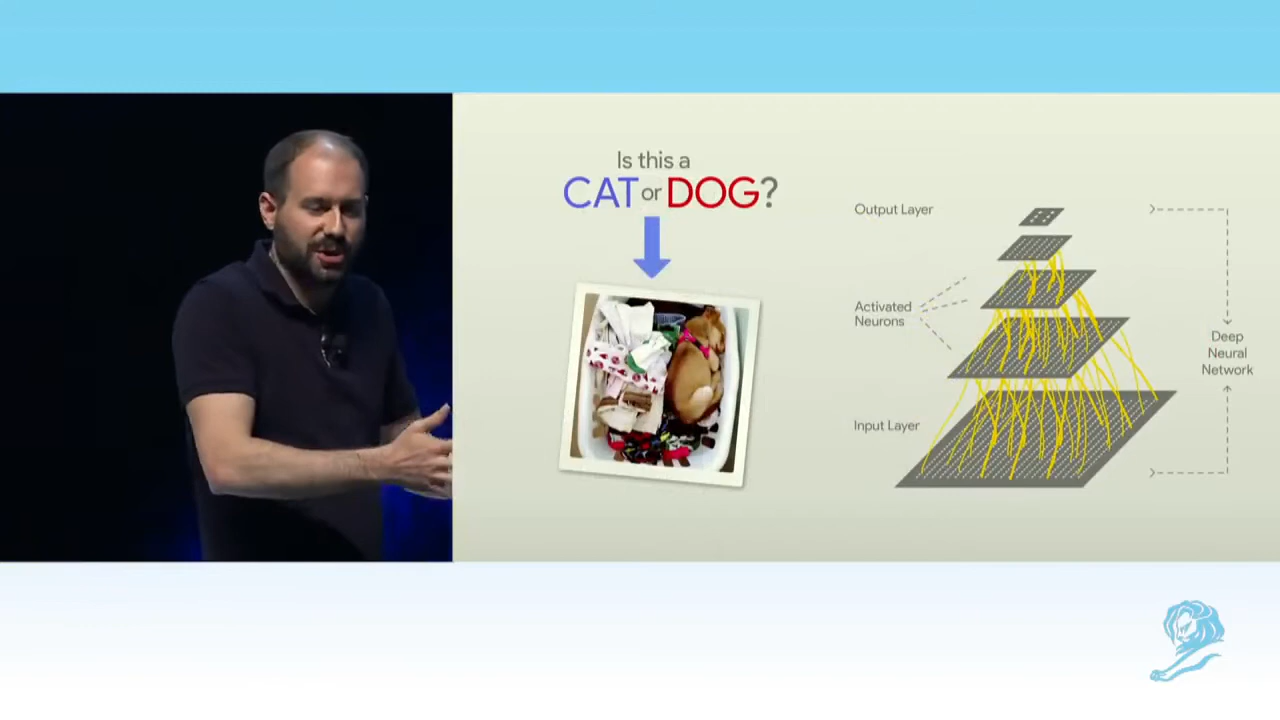 Is this a
CAT or DOG?
Output Layer
Activated
Neurons
Deep
Neural
Network
Input Layer